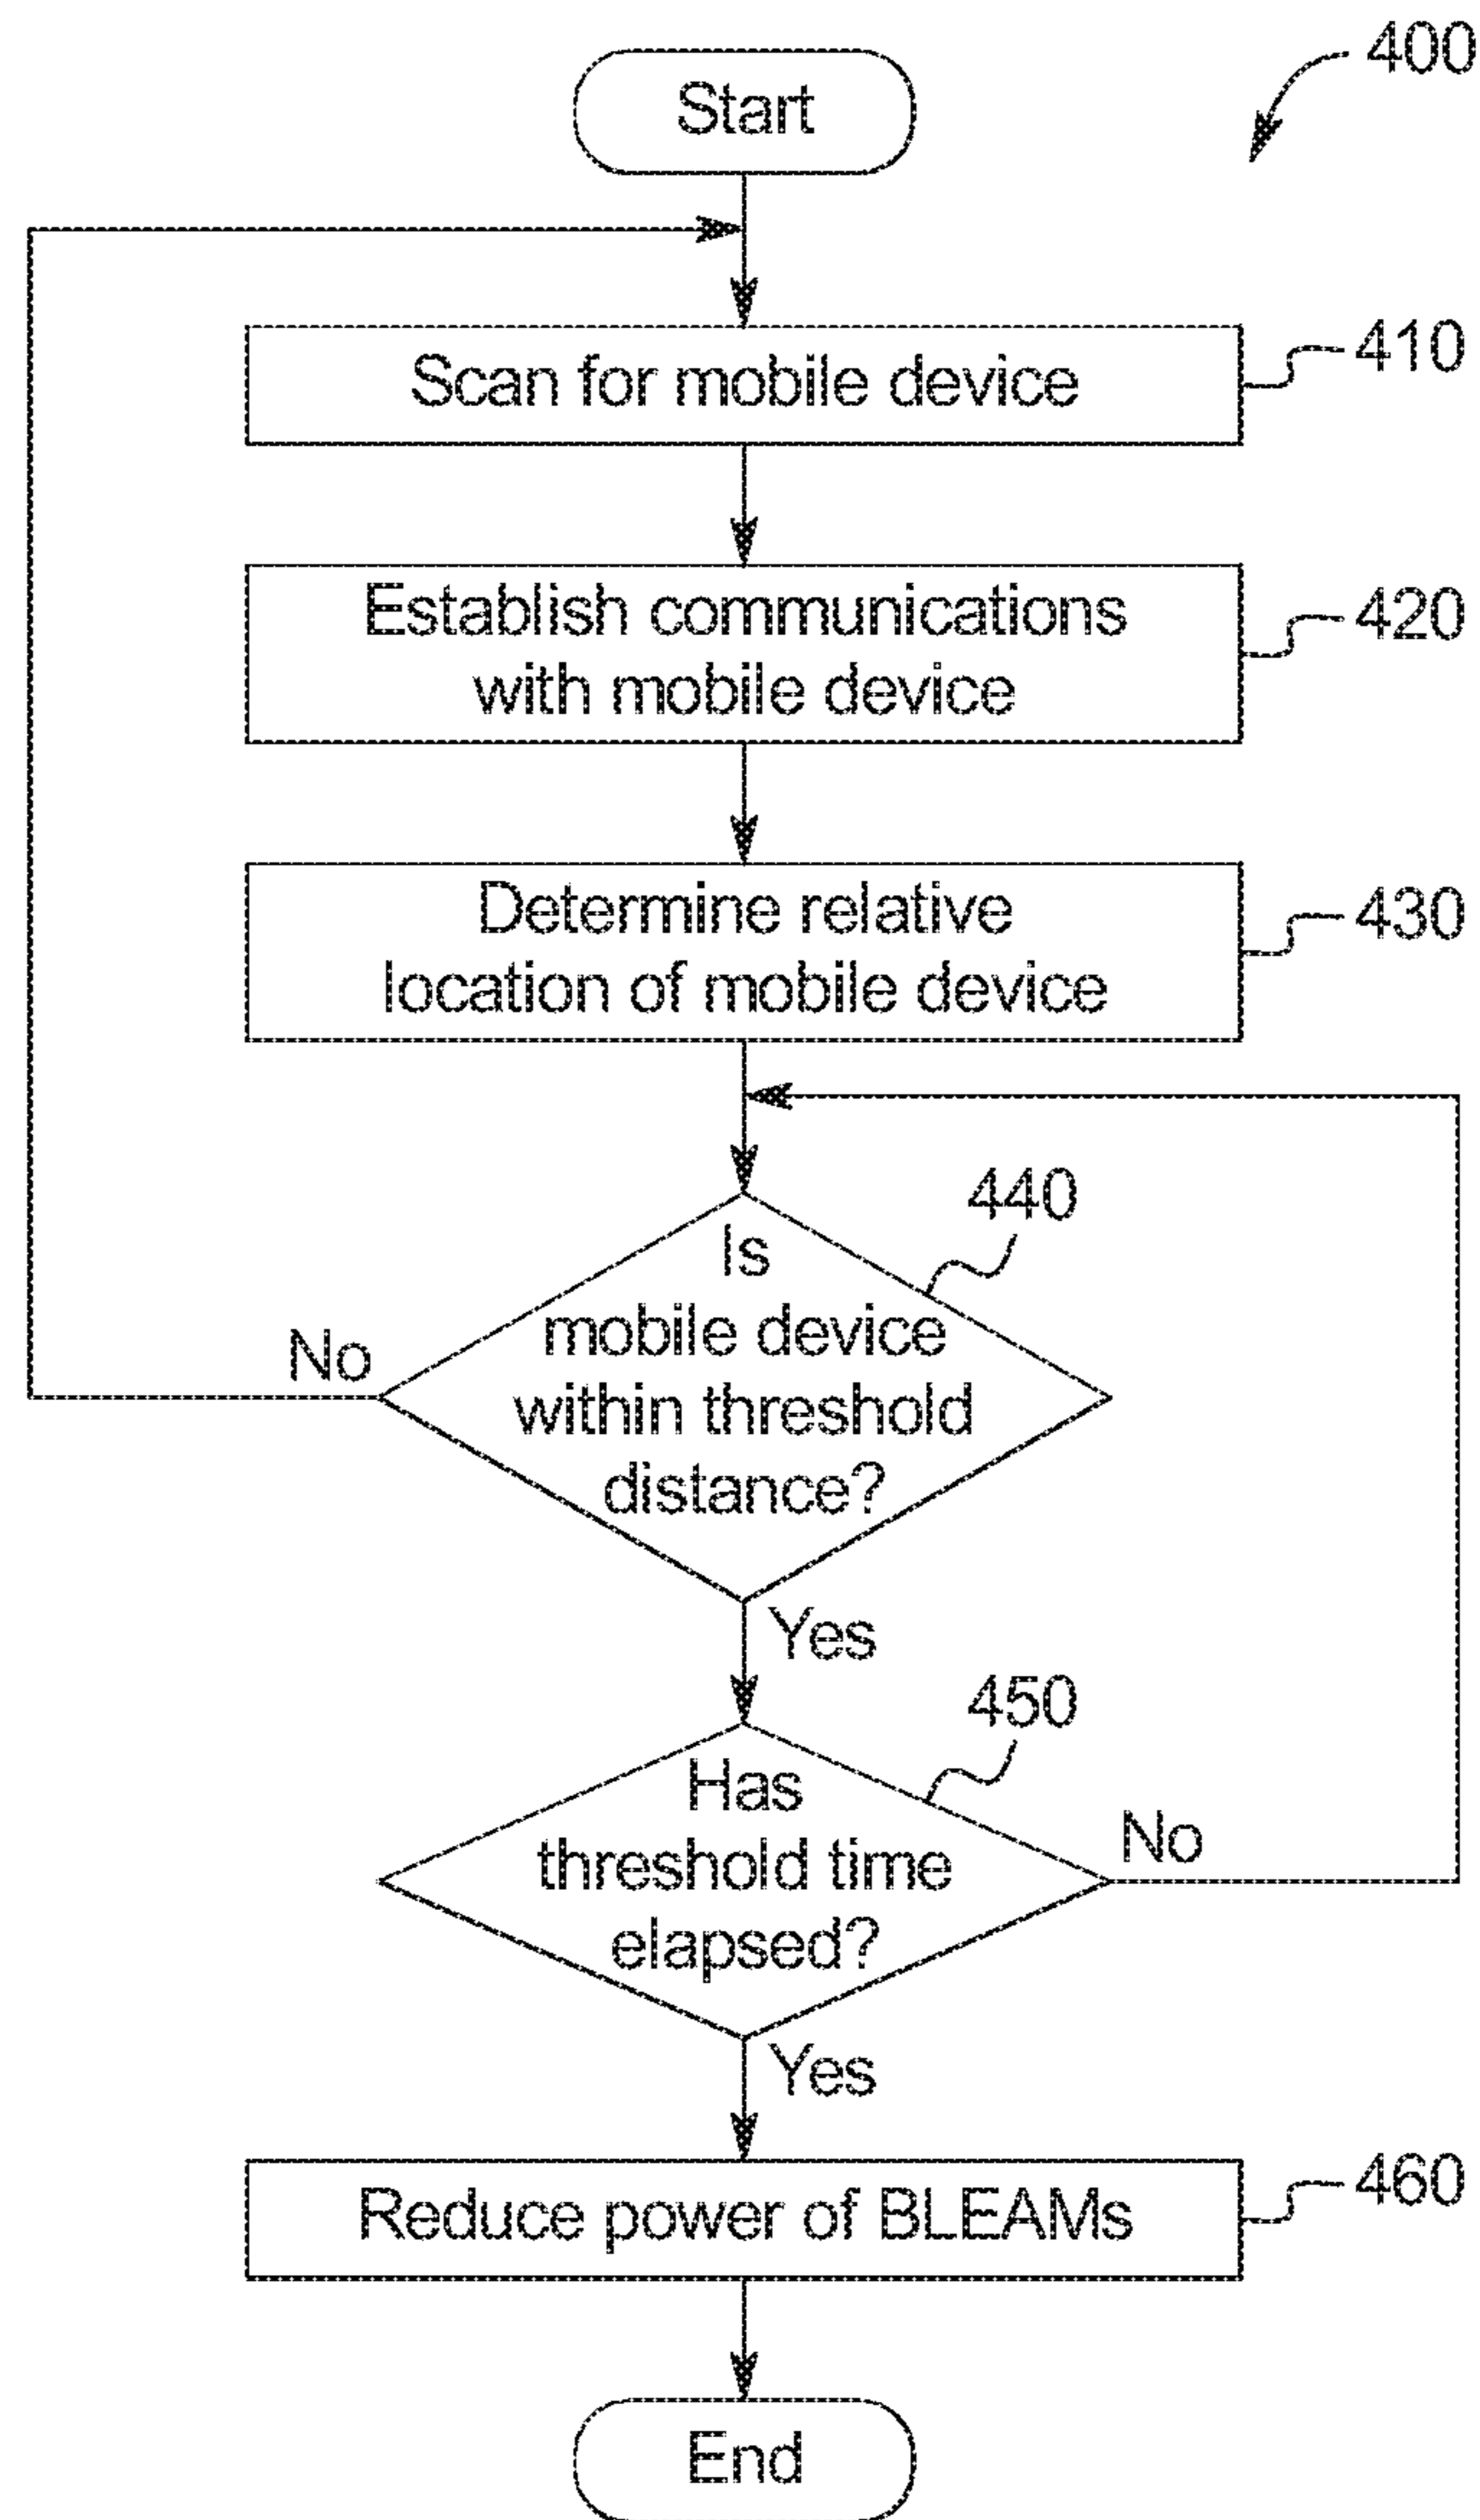 400
Start
Scan for mobile device
410
Establish communications
with mobile device
420
Determine relative
location of mobile device
430
440
Is
mobile device
within threshold
distance?
No
Yes
450
Has
threshold time
elapsed?
No
Yes
Reduce power of BLEAMs
460
End